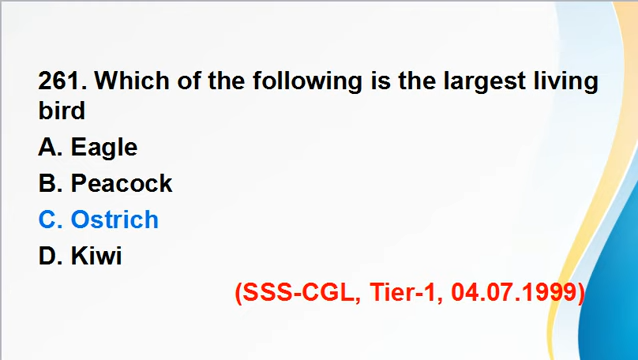 261. Which of the following is the largest living
bird
A. Eagle
B. Peacock
C. Ostrich
D. Kiwi
(SSS-CGL, Tier-1, 04.07.1999)